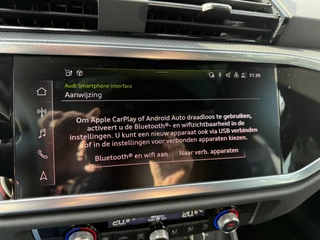 11:39
Audi Smartphone Interface
Aanwijzing
Om Apple CarPlay of Android Auto draadloos te gebruiken,
activeert u de Bluetooth®- en wifizichtbaarheid in de
instellingen. U kunt een nieuw apparaat ook via USB verbinden
of in de instellingen voor verbonden apparaten kiezen.
Bluetooth® en wifi aan Naar verb. apparaten